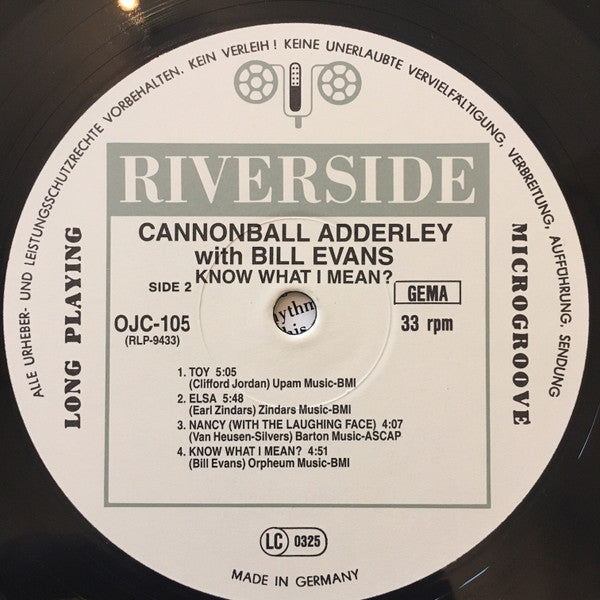 ALLE URHEBER- UND LEISTUNGSSCHUTZRECHTE VORBEHALTEN. KEIN VERLEIH! KEINE UNERLAUBTE VERVIELFÄLTIGUNG, VERBREITUNG, AUFFÜHRUNG, SENDUNG
RIVERSIDE
CANNONBALL ADDERLEY
with BILL EVANS
KNOW WHAT I MEAN?
SIDE 2
GEMA
OJC-105
(RLP-9433)
33 rpm
LONG PLAYING
MICROGROOVE
1. TOY 5:05
(Clifford Jordan) Upam Music-BMI
2. ELSA 5:48
(Earl Zindars) Zindars Music-BMI
3. NANCY (WITH THE LAUGHING FACE) 4:07
(Van Heusen-Silvers) Barton Music-ASCAP
4. KNOW WHAT I MEAN? 4:51
(Bill Evans) Orpheum Music-BMI
LC 0325
MADE IN GERMANY